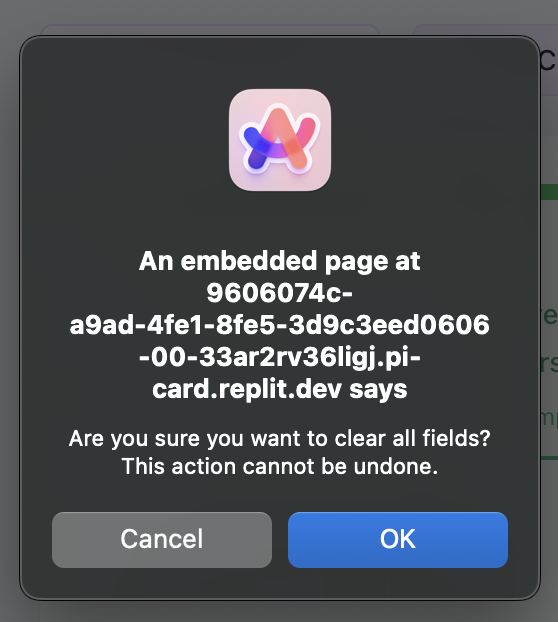 An embedded page at
9606074c-
a9ad-4fe1-8fe5-3d9c3eed0606
-00-33ar2rv36ligj.pi-
card.replit.dev says
Are you sure you want to clear all fields?
This action cannot be undone.
Cancel
OK